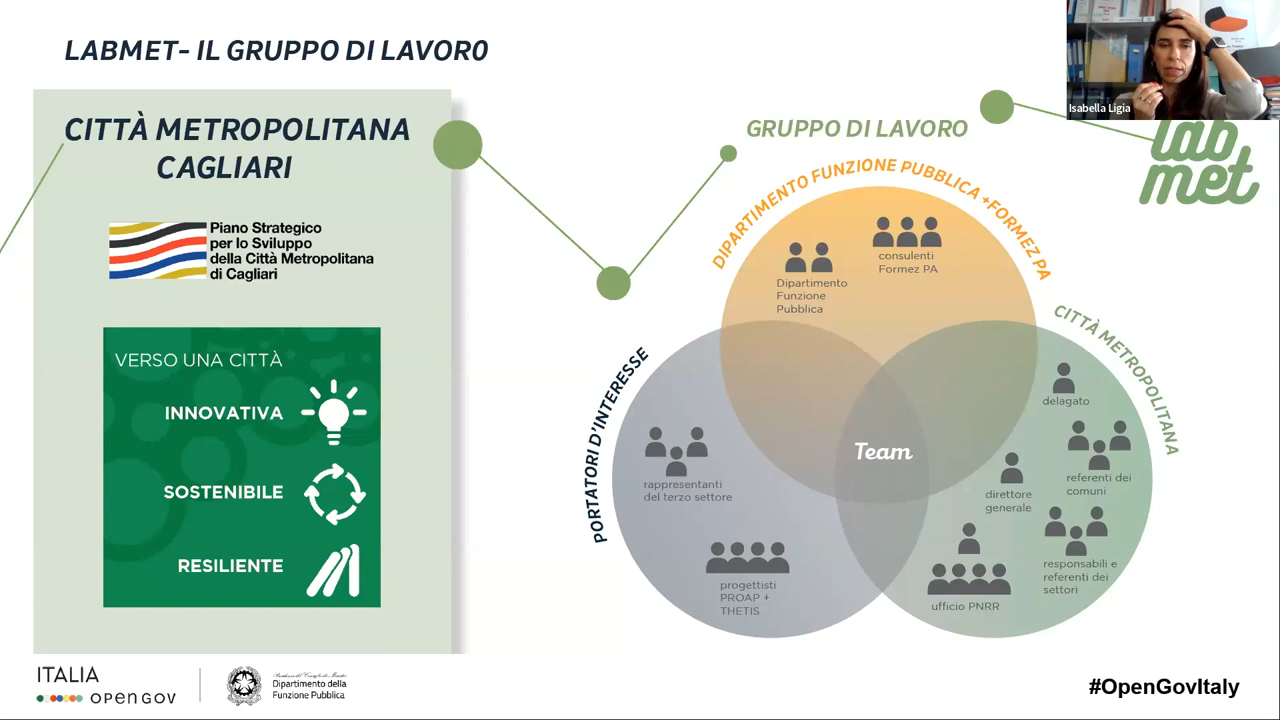 LABMET- IL GRUPPO DI LAVOR0
Isabella Ligia
lab
met
CITTÀ METROPOLITANA
CAGLIARI
Piano Strategico
per lo Sviluppo
della Città Metropolitana
di Cagliari
VERSO UNA CITTÀ
INNOVATIVA
SOSTENIBILE
RESILIENTE
GRUPPO DI LAVORO
DIPARTIMENTO FUNZIONE PUBBLICA +FORMEZ PA
consulenti
Formez PA
Dipartimento
Funzione
Pubblica
PORTATORI D'INTERESSE
rappresentanti
del terzo settore
progettisti
PROAP +
THETIS
Team
CITTÀ METROPOLITANA
delagato
referenti dei
comuni
direttore
generale
responsabili e
referenti dei
settori
ufficio PNRR
ITALIA
OPEN GOV
Dipartimento della
Funzione Pubblica
#OpenGovItaly